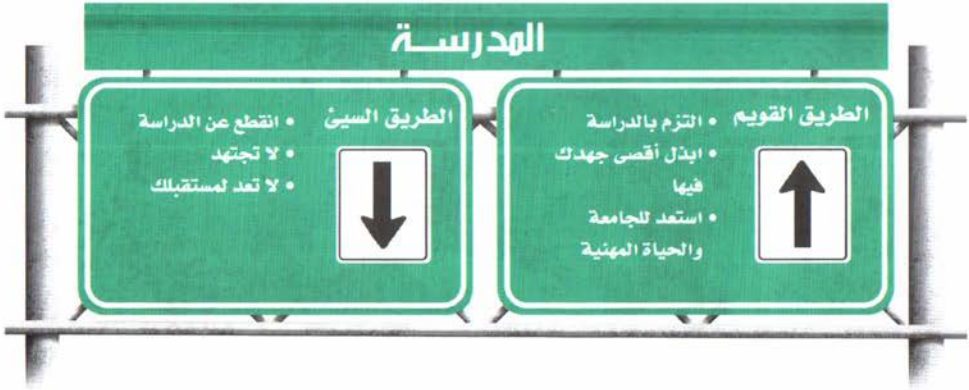 المدرســة
الطريق القويم
• التزم بالدراسة
• ابذل أقصى جهدك
فيها
• استعد للجامعة
والحياة المهنية
الطريق السيئ
• انقطع عن الدراسة
• لا تجتهد
• لا تعد لمستقبلك